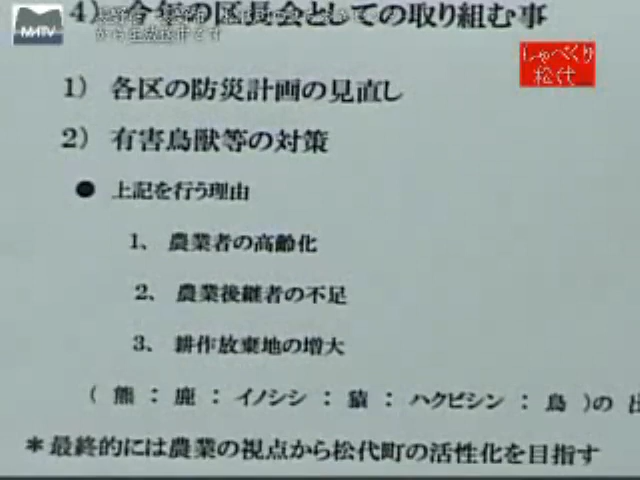 4) 今年の区長会としての取り組む事
MATV
しゃべくり
松代
1) 各区の防災計画の見直し
2) 有害鳥獣等の対策
● 上記を行う理由
1、 農業者の高齢化
2、 農業後継者の不足
3、 耕作放棄地の増大
( 熊 : 鹿 : イノシシ : 猿 : ハクビシン : 鳥 )の
*最終的には農業の視点から松代町の活性化を目指す